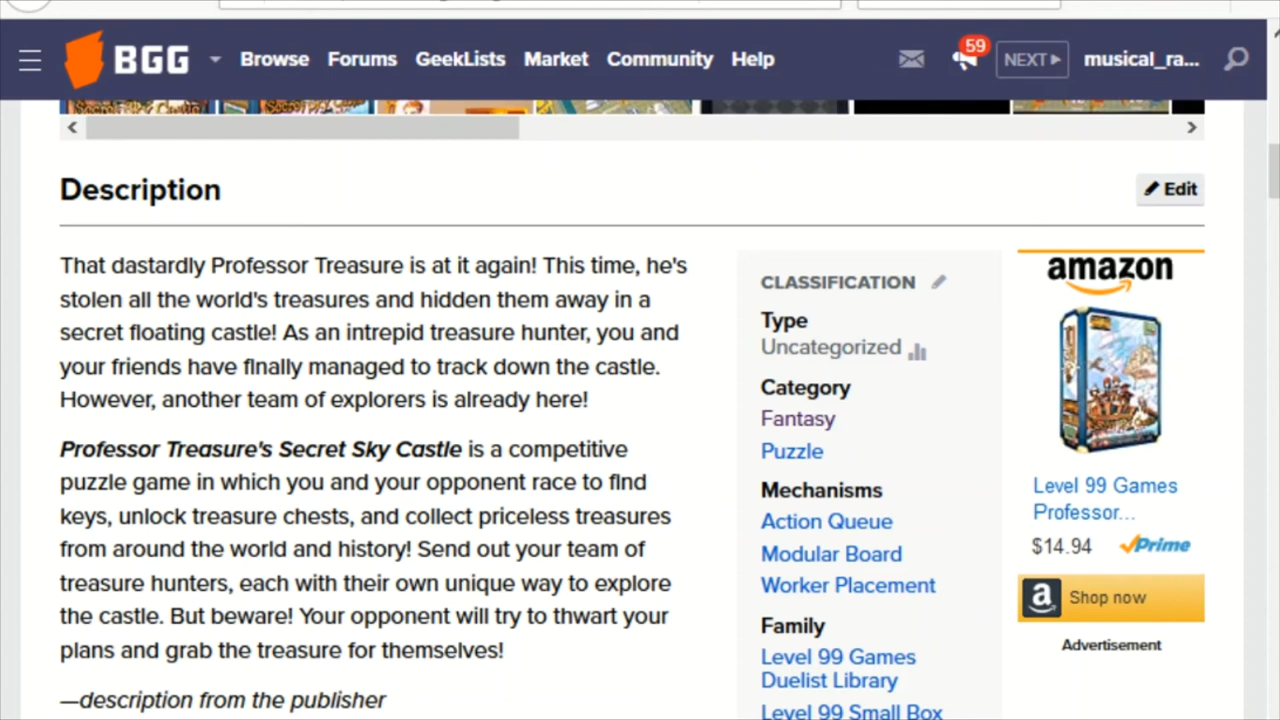 BGG Browse Forums GeekLists Market Community Help 59 NEXT musical_ra...
Description
Edit
That dastardly Professor Treasure is at it again! This time, he's
stolen all the world's treasures and hidden them away in a
secret floating castle! As an intrepid treasure hunter, you and
your friends have finally managed to track down the castle.
However, another team of explorers is already here!
Professor Treasure's Secret Sky Castle is a competitive
puzzle game in which you and your opponent race to find
keys, unlock treasure chests, and collect priceless treasures
from around the world and history! Send out your team of
treasure hunters, each with their own unique way to explore
the castle. But beware! Your opponent will try to thwart your
plans and grab the treasure for themselves!
—description from the publisher
CLASSIFICATION
Type
Uncategorized
Category
Fantasy
Puzzle
Mechanisms
Action Queue
Modular Board
Worker Placement
Family
Level 99 Games
Duelist Library
Level 99 Small Box
amazon
Level 99 Games
Professor...
$14.94 Prime
a Shop now
Advertisement